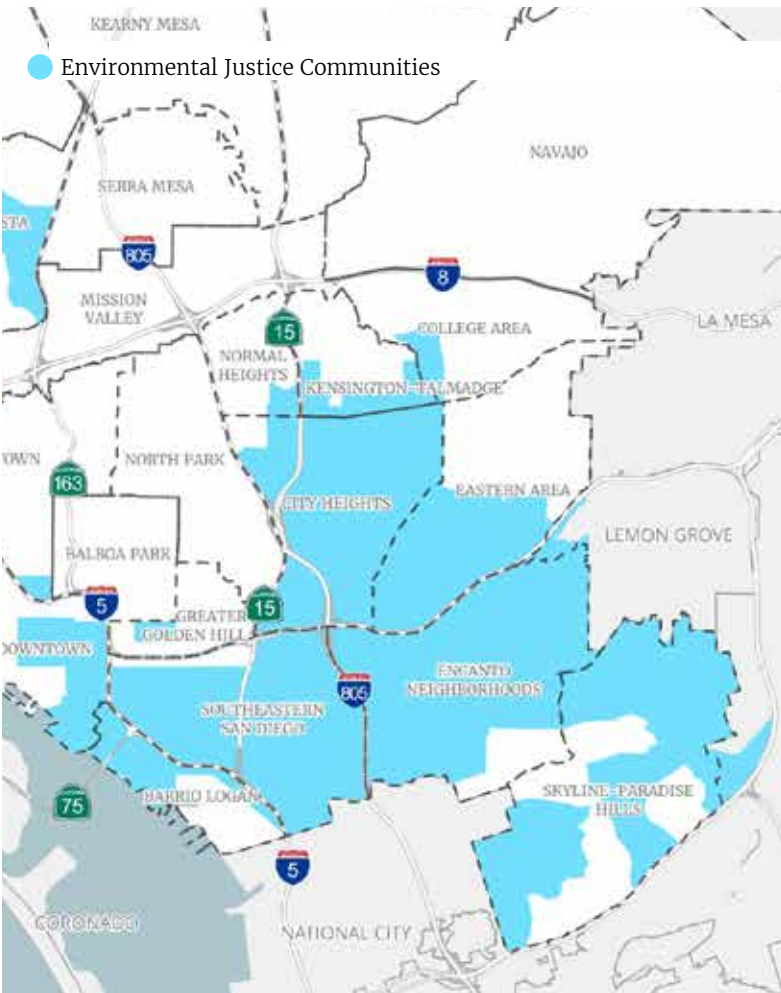 KEARNY MESA
Environmental Justice Communities
NAVAJO
SERRA MESA
STA
805
8
MISSION
VALLEY
15
COLLEGE AREA
LA MESA
NORMAL
HEIGHTS
KENSINGTON-TALMADGE
OWN
NORTH PARK
163
CITY HEIGHTS
EASTERN AREA
LEMON GROVE
BALBOA PARK
5
15
GREATER
GOLDEN HILL
DOWNTOWN
ENCANTO
NEIGHBORHOODS
805
SOUTHEASTERN
SAN DIEGO
75
BARRIO LOGAN
SKYLINE-PARADISE
HILLS
5
CORONADO
NATIONAL CITY